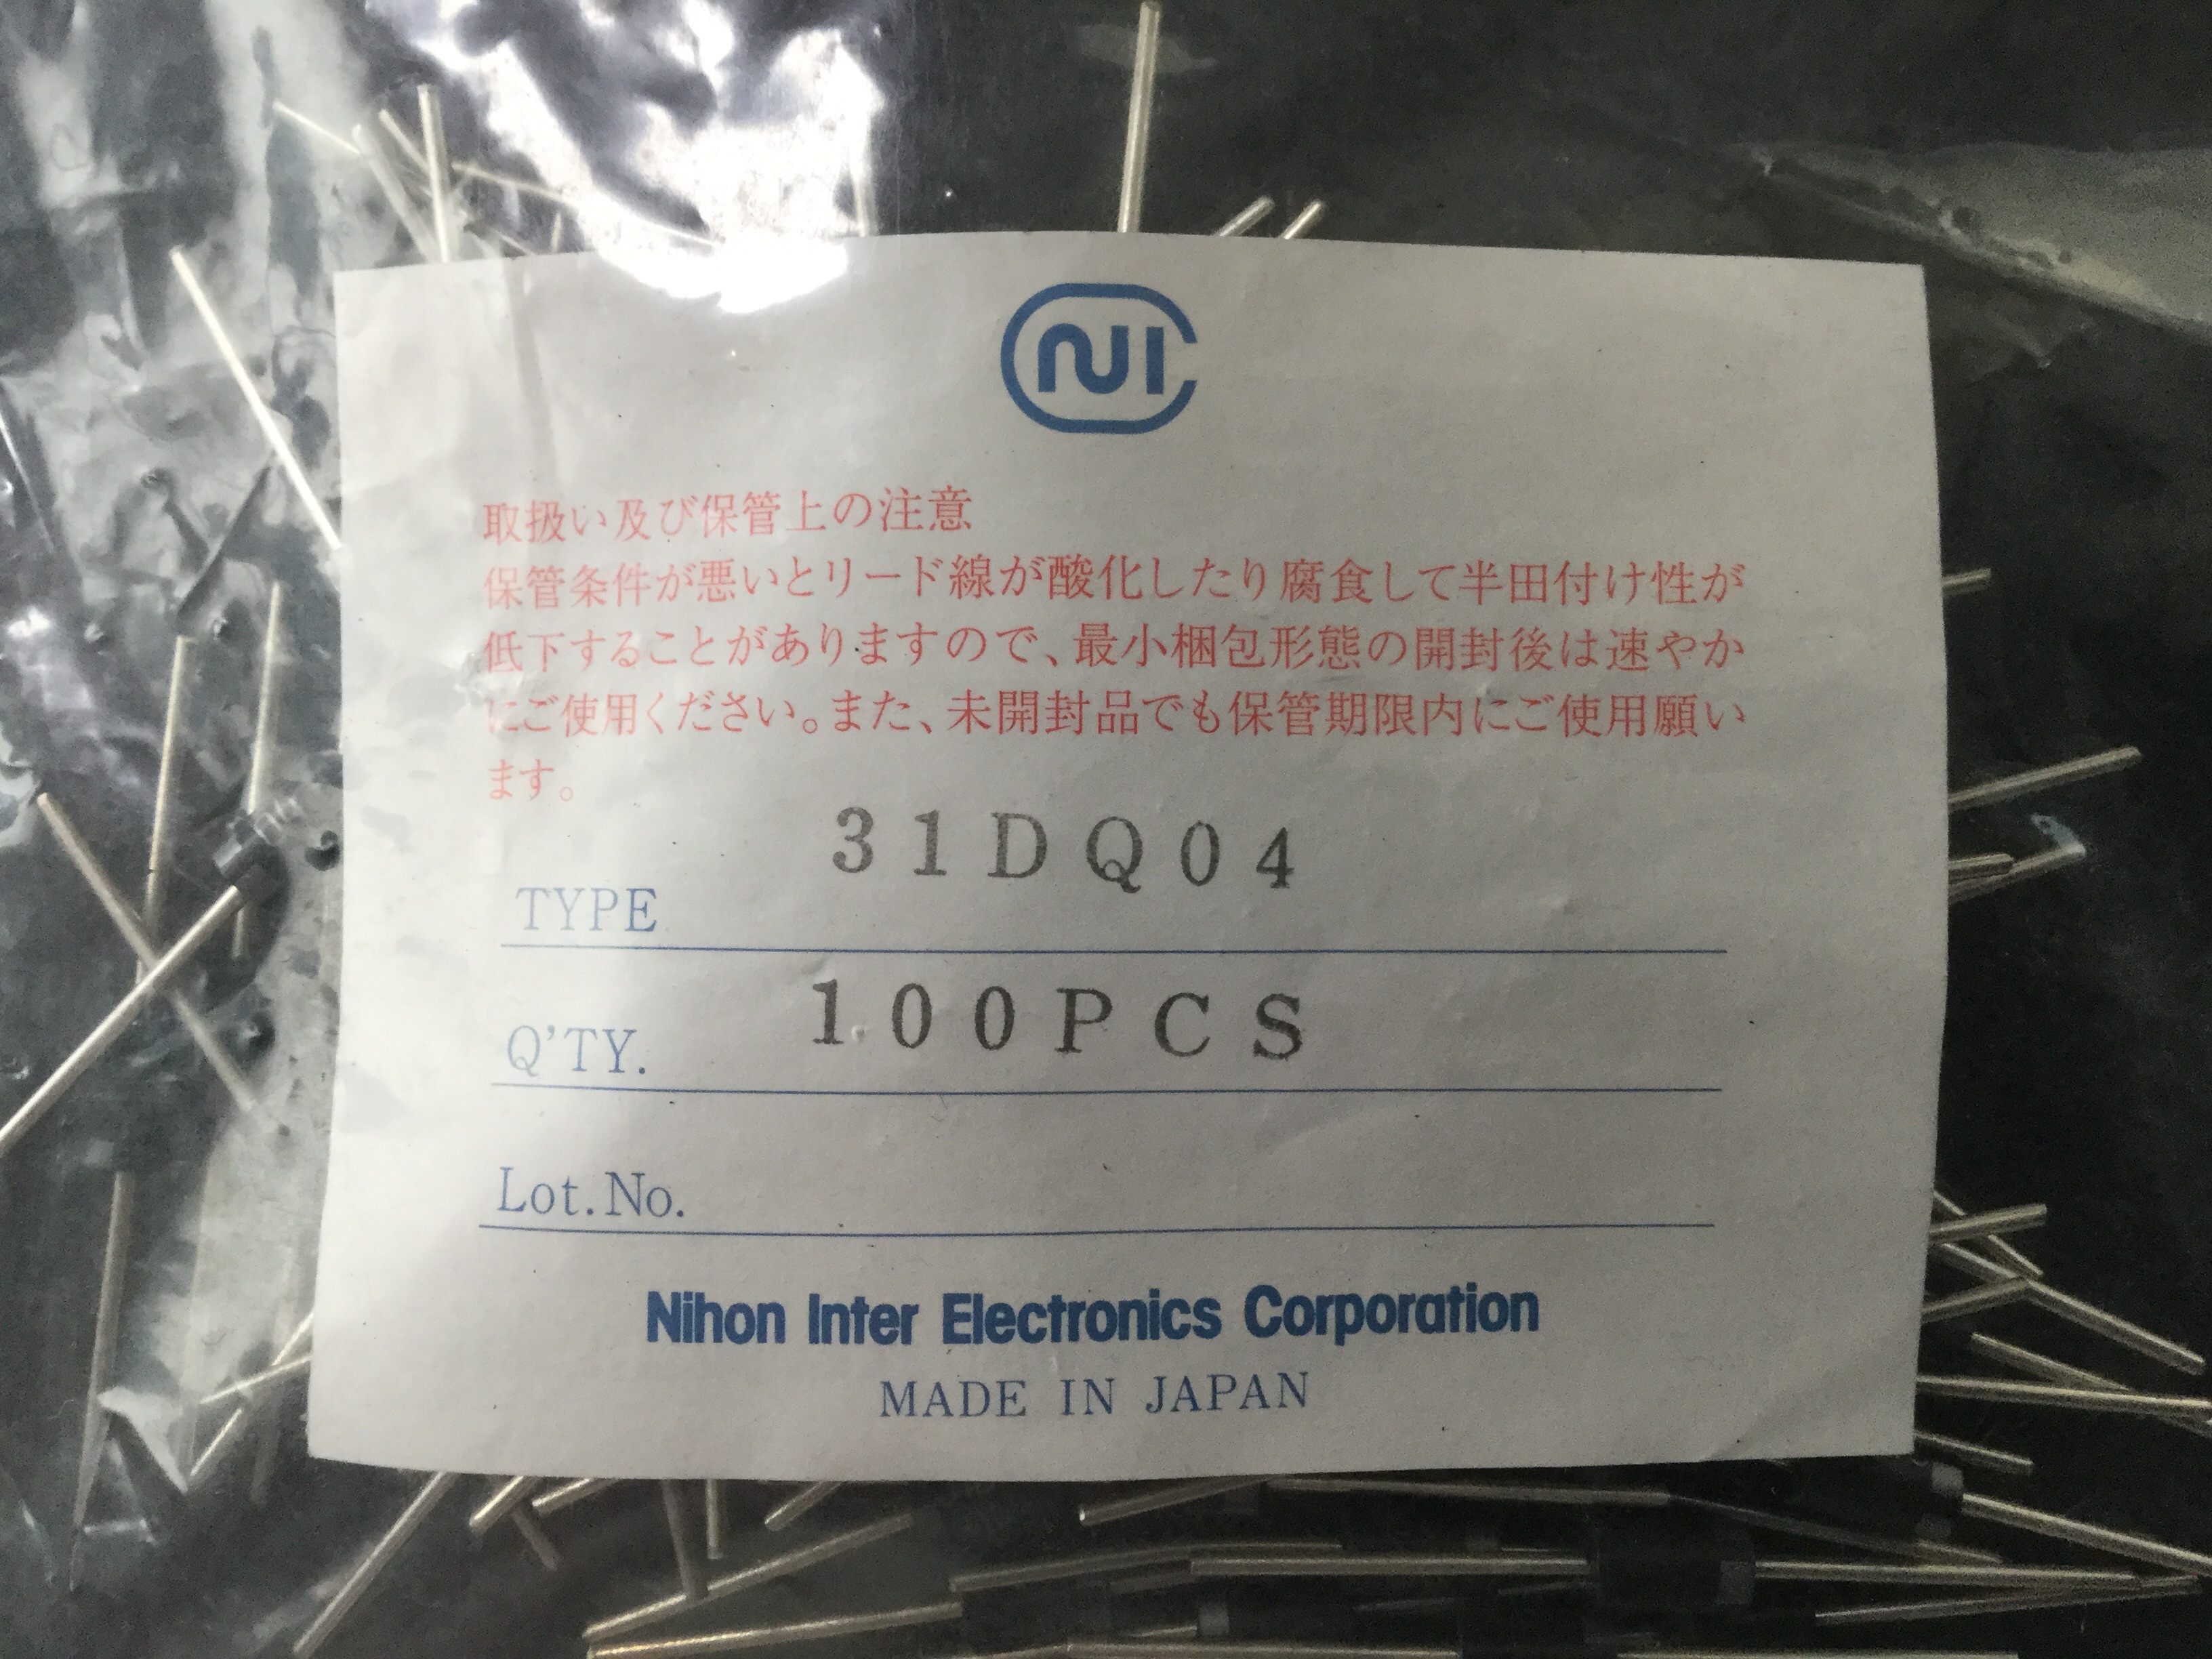 NIC
取扱い及び保管上の注意
保管条件が悪いとリード線が酸化したり腐食して半田付け性が
低下することがありますので、最小梱包形態の開封後は速やか
にご使用ください。また、未開封品でも保管期限内にご使用願い
ます。
TYPE 31DQ04
Q'TY. 100PCS
Lot.No.
Nihon Inter Electronics Corporation
MADE IN JAPAN